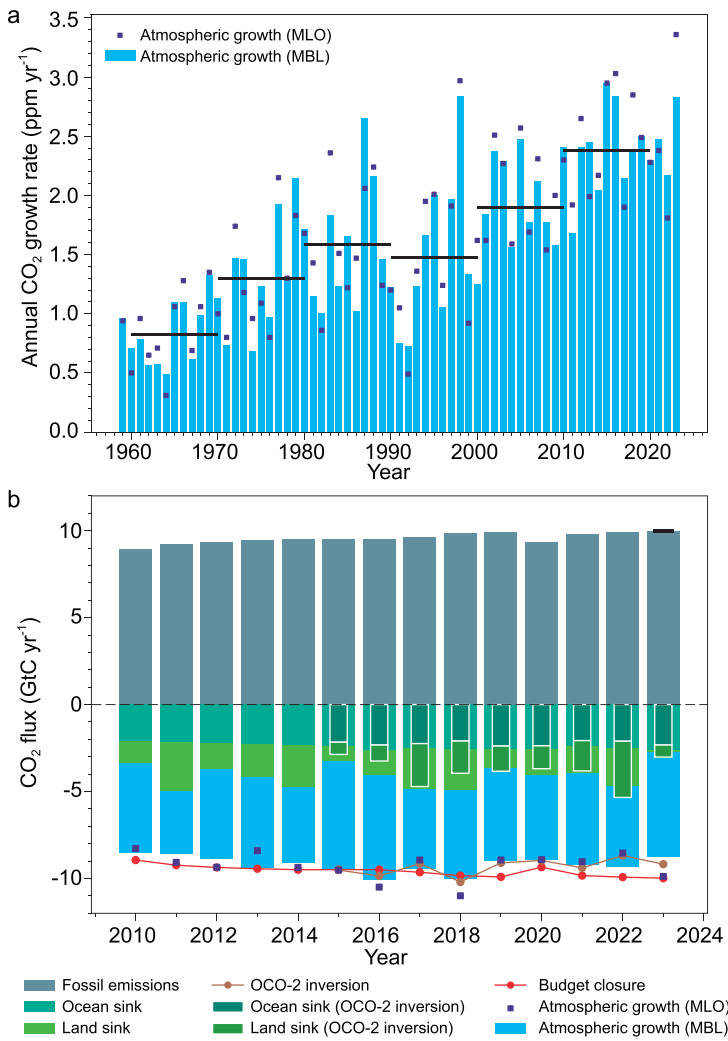 a
Atmospheric growth (MLO)
Atmospheric growth (MBL)
Annual CO₂ growth rate (ppm yr⁻¹)
3.5
3.0
2.5
2.0
1.5
1.0
0.5
0.0
1960 1970 1980 1990 2000 2010 2020
Year
b
CO₂ flux (GtC yr⁻¹)
10
5
0
-5
-10
2010 2012 2014 2016 2018 2020 2022 2024
Year
Fossil emissions OCO-2 inversion Budget closure
Ocean sink Ocean sink (OCO-2 inversion) Atmospheric growth (MLO)
Land sink Land sink (OCO-2 inversion) Atmospheric growth (MBL)